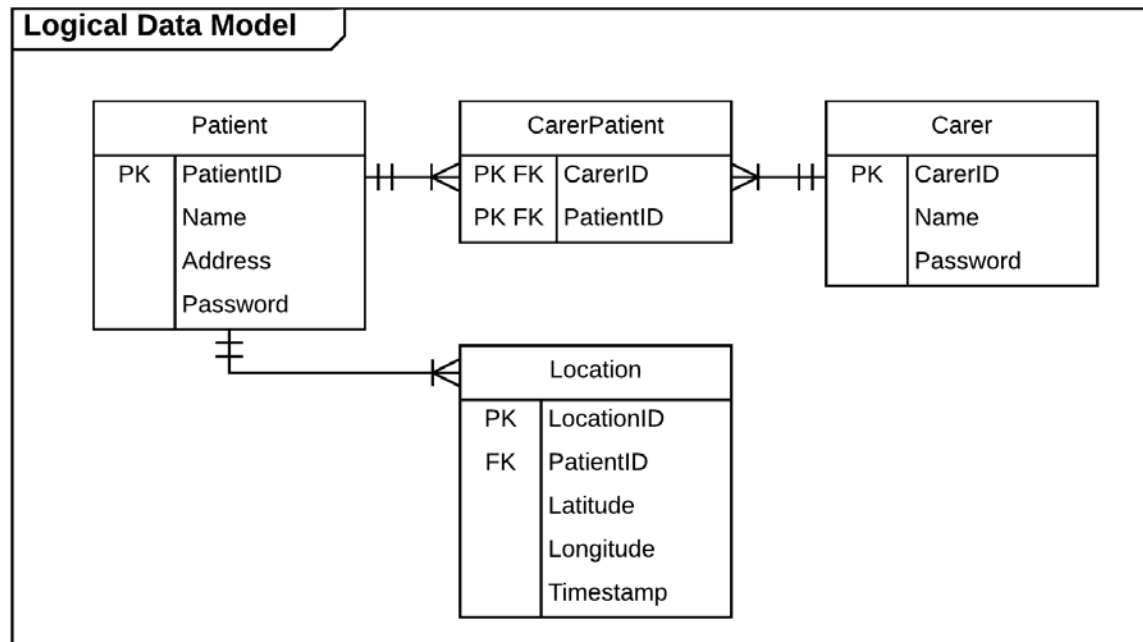 Logical Data Model
Patient
PK PatientID
Name
Address
Password
CarerPatient
PK FK CarerID
PK FK PatientID
Carer
PK CarerID
Name
Password
Location
PK LocationID
FK PatientID
Latitude
Longitude
Timestamp